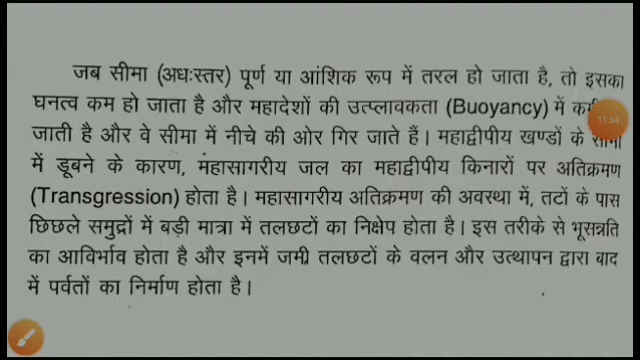 जब सीमा (अधःस्तर) पूर्ण या आंशिक रूप में तरल हो जाता है, तो इसका
घनत्व कम हो जाता है और महादेशों की उत्प्लावकता (Buoyancy) में
जाती है और वे सीमा में नीचे की ओर गिर जाते हैं। महाद्वीपीय खण्डों के सीमा
में डूबने के कारण, महासागरीय जल का महाद्वीपीय किनारों पर अतिक्रमण
(Transgression) होता है। महासागरीय अतिक्रमण की अवस्था में, तटों के पास
छिछले समुद्रों में बड़ी मात्रा में तलछटों का निक्षेप होता है। इस तरीके से भूसन्नति
का आविर्भाव होता है और इनमें जमी तलछटों के वलन और उत्थापन द्वारा बाद
में पर्वतों का निर्माण होता है।
11:54